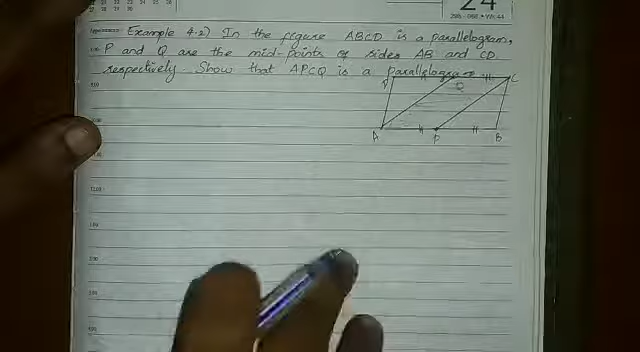 24
Example 4.2) In the figure ABCD is a parallelogram,
P and Q are the mid-points of sides AB and CD
respectively Show that APCQ is a parallelogram
C
Q
A
P
B